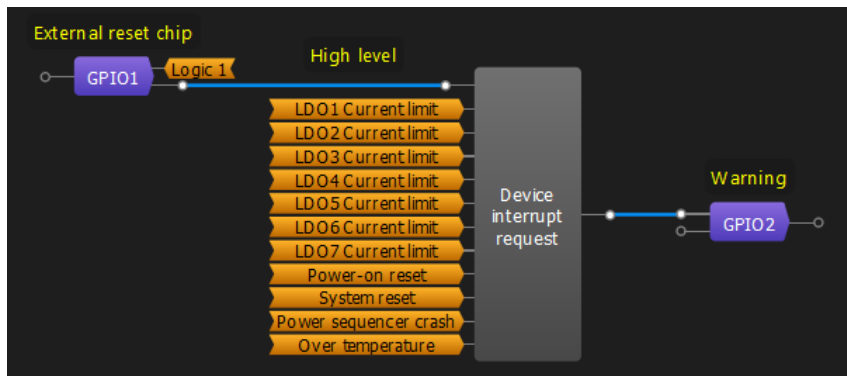 External reset chip
High level
GPIO1
Logic 1
LDO1 Current limit
LDO2 Current limit
LDO3 Current limit
LDO4 Current limit
LDO5 Current limit
LDO6 Current limit
LDO7 Current limit
Power-on reset
System reset
Power sequencer crash
Over temperature
Device
interrupt
request
Warning
GPIO2